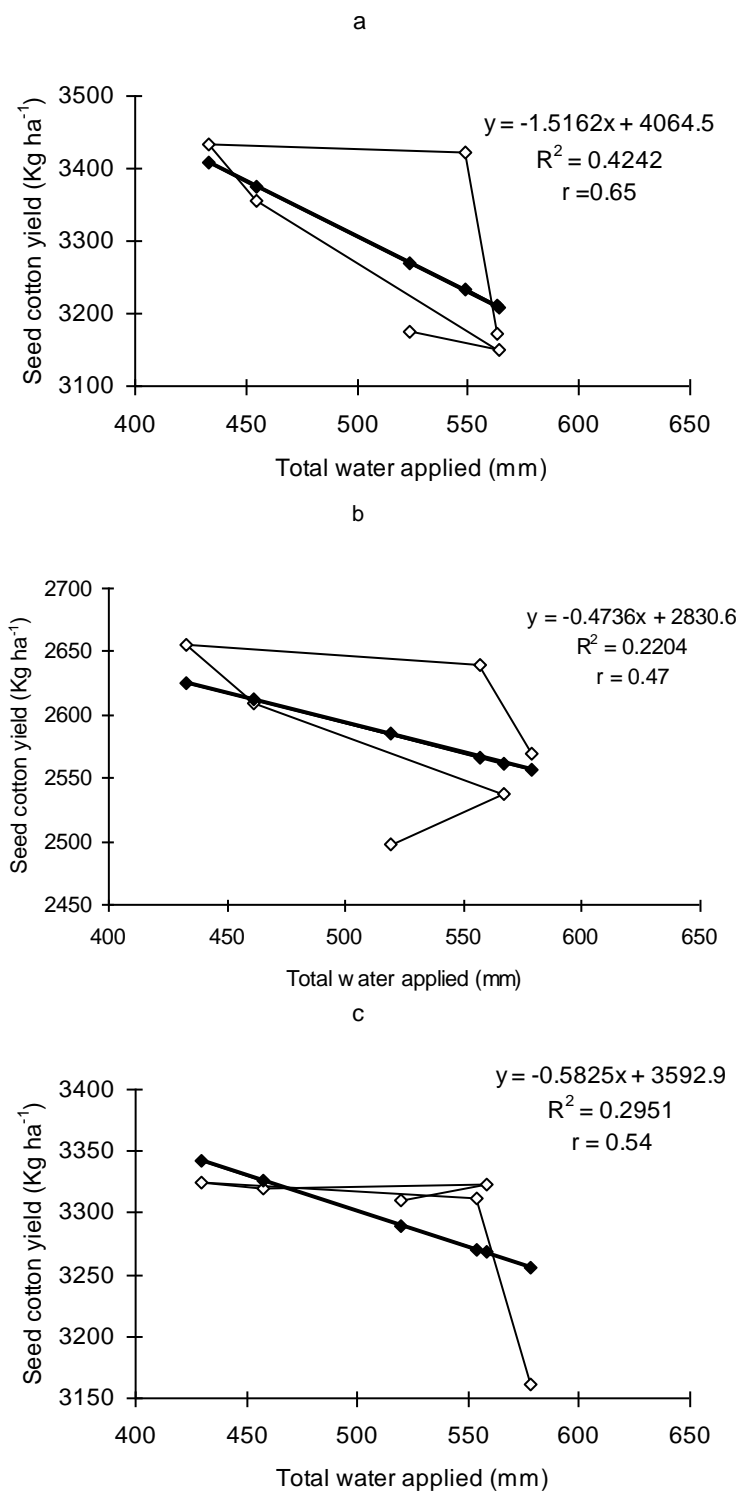 a
3500
3400
3300
3200
3100
400 450 500 550 600 650
Seed cotton yield (Kg ha⁻¹)
Total water applied (mm)
y = -1.5162x + 4064.5
R² = 0.4242
r =0.65
b
2700
2650
2600
2550
2500
2450
400 450 500 550 600 650
Seed cotton yield (Kg ha⁻¹)
Total water applied (mm)
y = -0.4736x + 2830.6
R² = 0.2204
r = 0.47
c
3400
3350
3300
3250
3200
3150
400 450 500 550 600 650
Seed cotton yield (Kg ha⁻¹)
Total water applied (mm)
y = -0.5825x + 3592.9
R² = 0.2951
r = 0.54